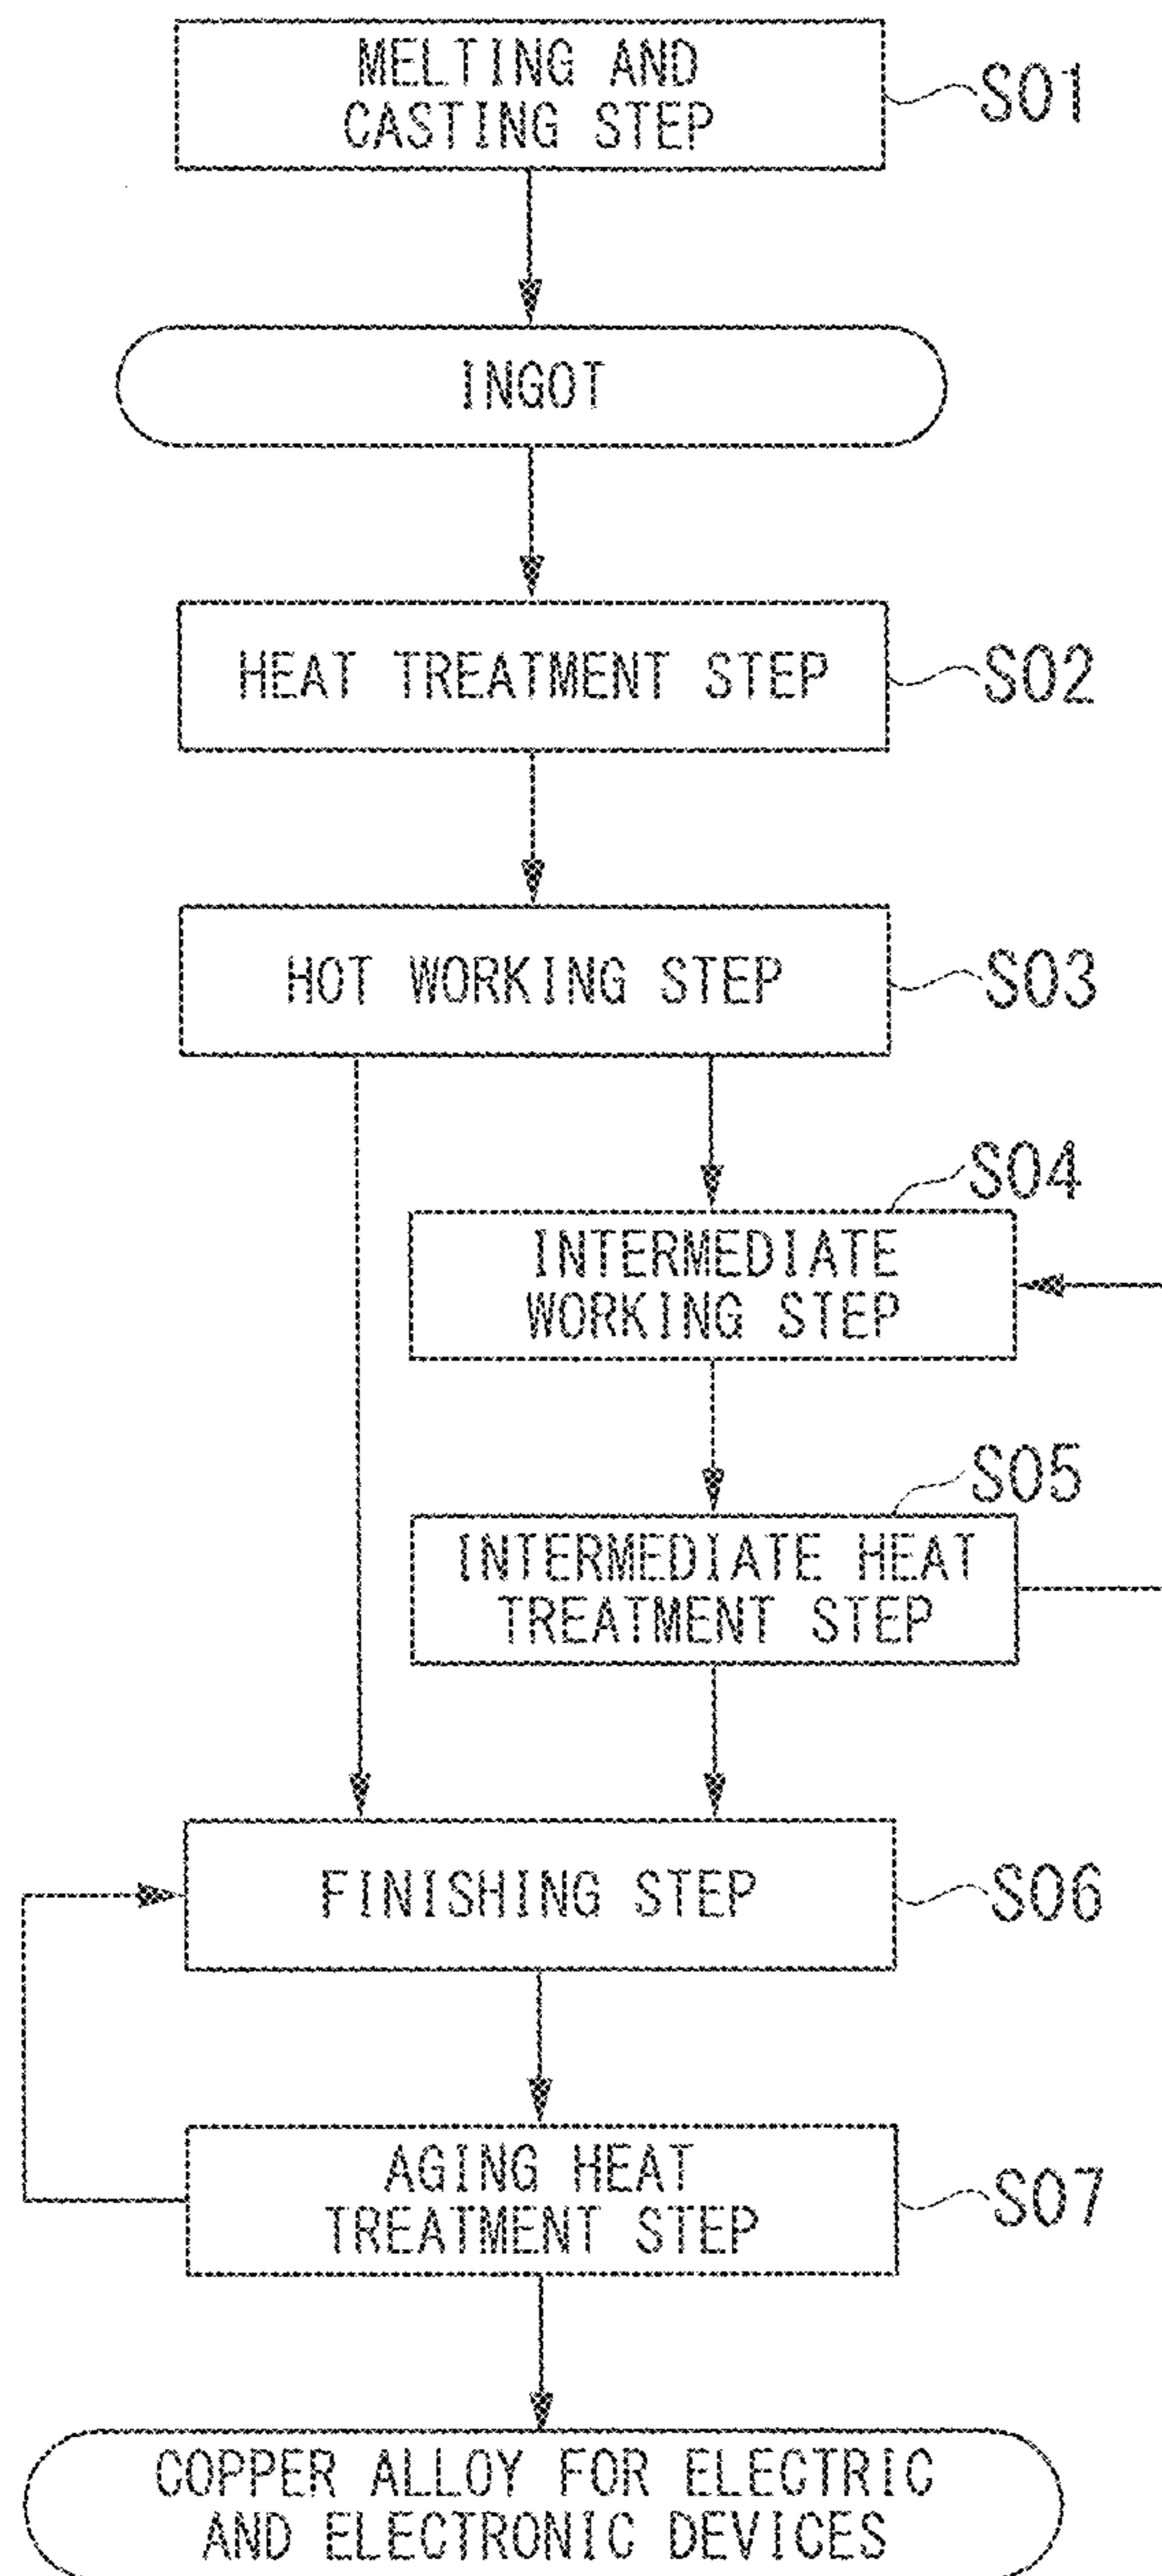 MELTING AND
CASTING STEP
S01
INGOT
HEAT TREATMENT STEP
S02
HOT WORKING STEP
S03
S04
INTERMEDIATE
WORKING STEP
S05
INTERMEDIATE HEAT
TREATMENT STEP
FINISHING STEP
S06
AGING HEAT
TREATMENT STEP
S07
COPPER ALLOY FOR ELECTRIC
AND ELECTRONIC DEVICES